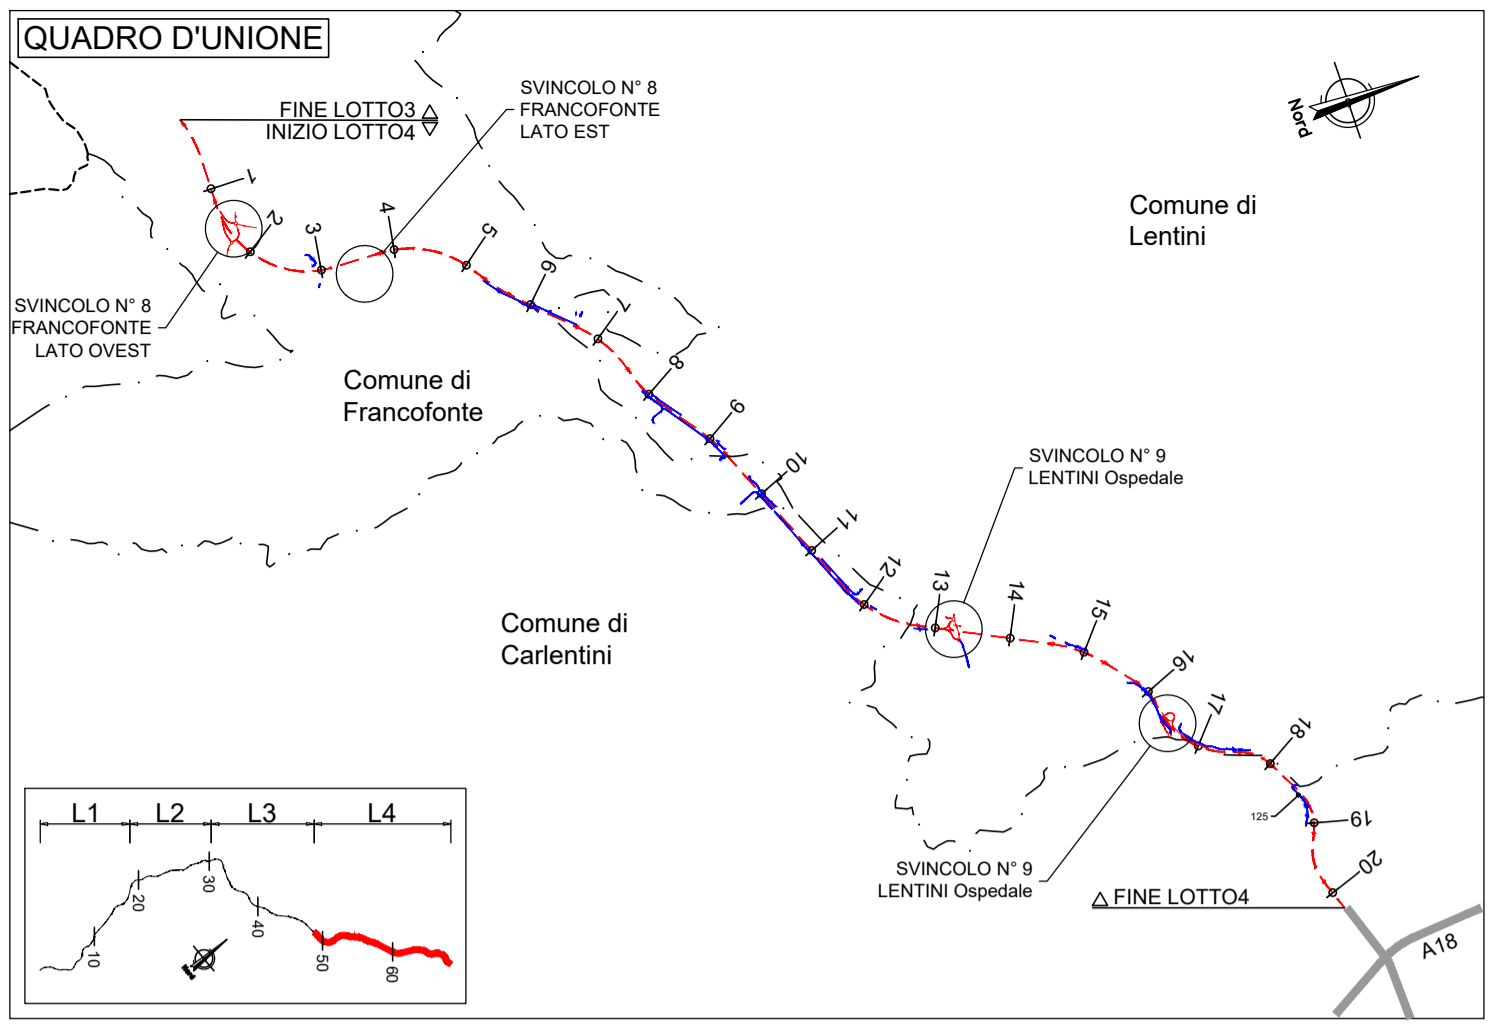 QUADRO D'UNIONE
FINE LOTTO3
INIZIO LOTTO4
SVINCOLO N° 8
FRANCOFONTE
LATO EST
Nord
Comune di
Lentini
1
2
3
4
5
6
7
8
9
10
11
12
13
14
15
16
17
18
19
20
SVINCOLO N° 8
FRANCOFONTE
LATO OVEST
Comune di
Francofonte
SVINCOLO N° 9
LENTINI Ospedale
Comune di
Carlentini
125
SVINCOLO N° 9
LENTINI Ospedale
FINE LOTTO4
A18
L1 L2 L3 L4
10
20
30
40
50
60